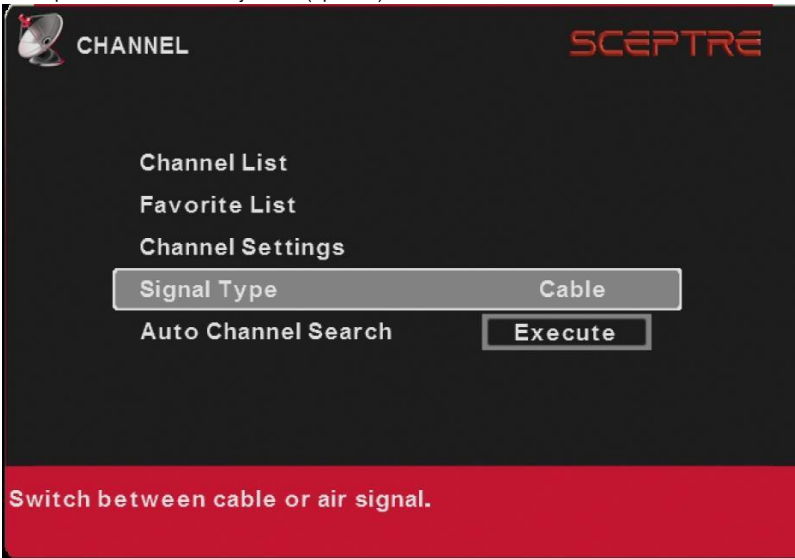 CHANNEL SCEPTRE
Channel List
Favorite List
Channel Settings
Signal Type Cable
Auto Channel Search Execute
Switch between cable or air signal.